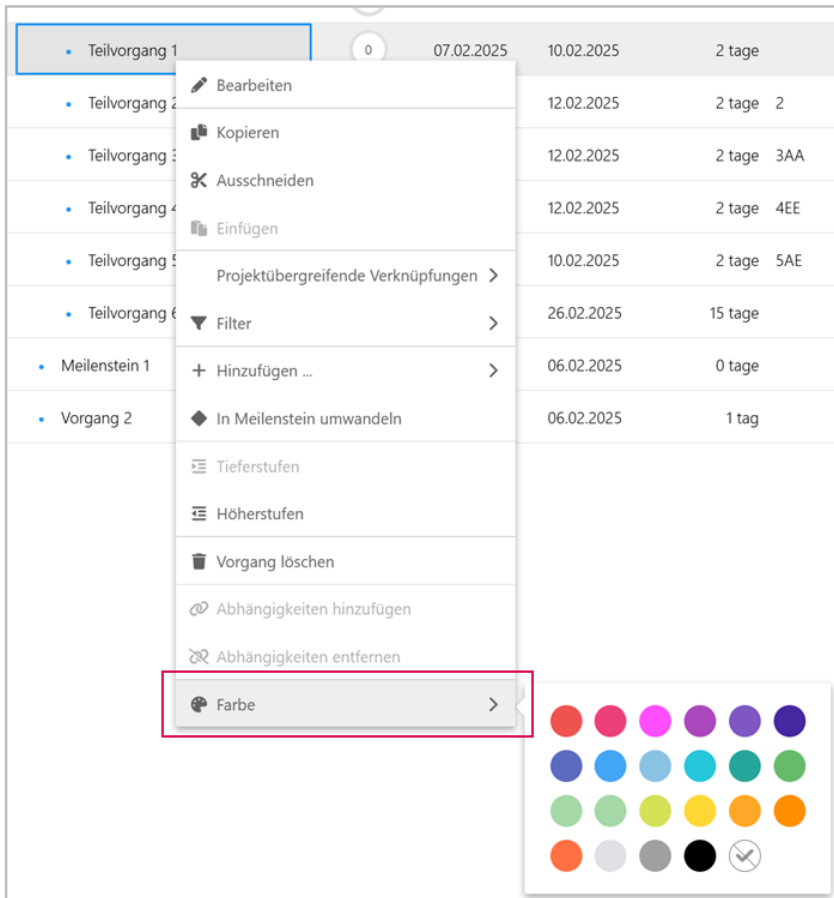 Teilvorgang 1 0 07.02.2025 10.02.2025 2 tage
Teilvorgang 2 12.02.2025 2 tage 2
Teilvorgang 3 12.02.2025 2 tage 3AA
Teilvorgang 4 12.02.2025 2 tage 4EE
Teilvorgang 5 10.02.2025 2 tage 5AE
Teilvorgang 6 26.02.2025 15 tage
Meilenstein 1 06.02.2025 0 tage
Vorgang 2 06.02.2025 1 tag
Bearbeiten
Kopieren
Ausschneiden
Einfügen
Projektübergreifende Verknüpfungen
Filter
Hinzufügen ...
In Meilenstein umwandeln
Tieferstufen
Höherstufen
Vorgang löschen
Abhängigkeiten hinzufügen
Abhängigkeiten entfernen
Farbe